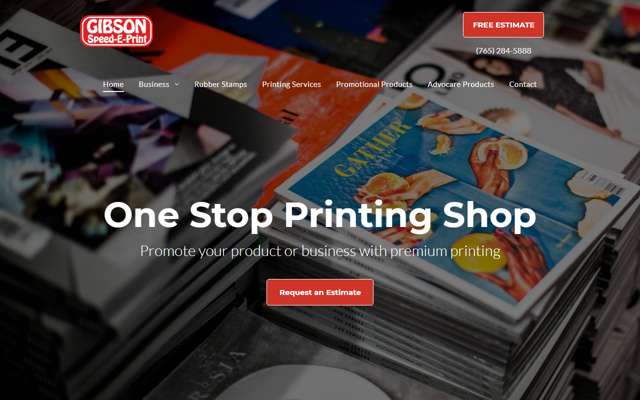 GIBSON
Speed-E-Print
FREE ESTIMATE
(765) 284-5888
Home
Business
Rubber Stamps
Printing Services
Promotional Products
Advocare Products
Contact
GATHER
One Stop Printing Shop
Promote your product or business with premium printing
Request an Estimate